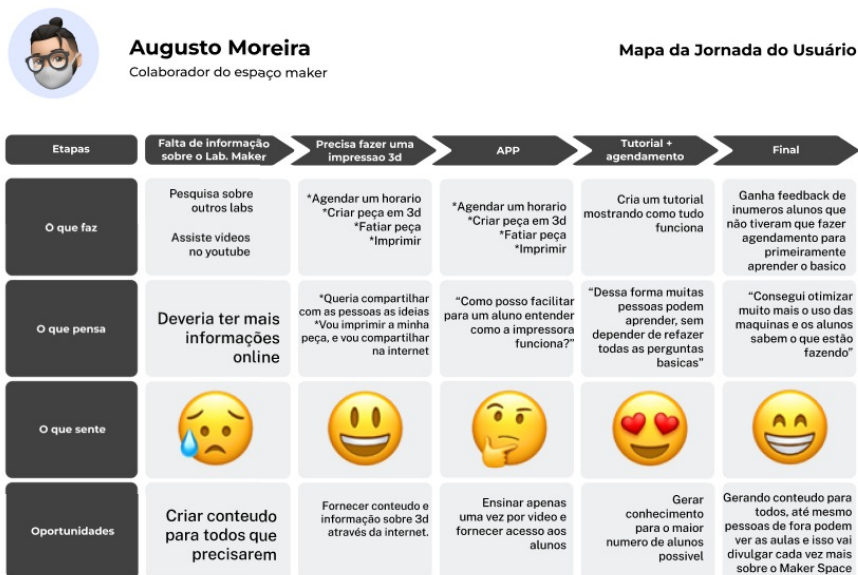 Augusto Moreira
Colaborador do espaço maker
Mapa da Jornada do Usuário
Etapas
Falta de informação
sobre o Lab. Maker
Precisa fazer uma
impressao 3d
APP
Tutorial +
agendamento
Final
O que faz
Pesquisa sobre
outros labs
Assiste videos
no youtube
*Agendar um horario
*Criar peça em 3d
*Fatiar peça
*Imprimir
*Agendar um horario
*Criar peça em 3d
*Fatiar peça
*Imprimir
Cria um tutorial
mostrando como tudo
funciona
Ganha feedback de
inumeros alunos que
não tiveram que fazer
agendamento para
primeiramente
aprender o basico
O que pensa
Deveria ter mais
informações
online
*Queria compartilhar
com as pessoas as ideias
*Vou imprimir a minha
peça, e vou compartilhar
na internet
“Como posso facilitar
para um aluno entender
como a impressora
funciona?”
“Dessa forma muitas
pessoas podem
aprender, sem
depender de refazer
todas as perguntas
basicas”
“Consegui otimizar
muito mais o uso das
maquinas e os alunos
sabem o que estão
fazendo”
O que sente
Oportunidades
Criar conteudo
para todos que
precisarem
Fornecer conteudo e
informação sobre 3d
através da internet.
Ensinar apenas
uma vez por video e
fornecer acesso aos
alunos
Gerar
conhecimento
para o maior
numero de alunos
possivel
Gerando conteudo para
todos, até mesmo
pessoas de fora podem
ver as aulas e isso vai
divulgar cada vez mais
sobre o Maker Space